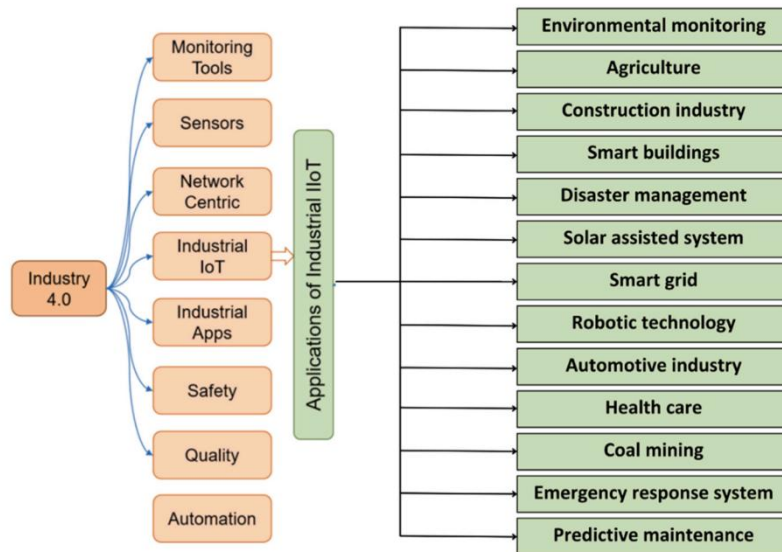 Industry
4.0
Monitoring
Tools
Sensors
Network
Centric
Industrial
IoT
Industrial
Apps
Safety
Quality
Automation
Applications of Industrial IIoT
Environmental monitoring
Agriculture
Construction industry
Smart buildings
Disaster management
Solar assisted system
Smart grid
Robotic technology
Automotive industry
Health care
Coal mining
Emergency response system
Predictive maintenance